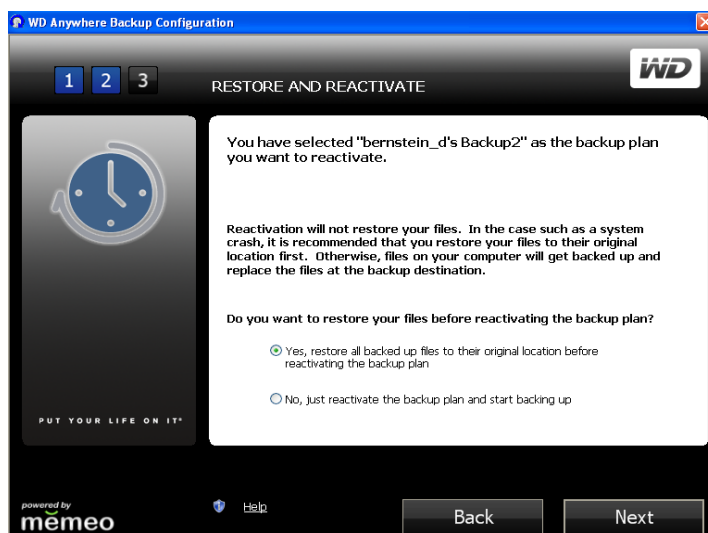 WD Anywhere Backup Configuration
1 2 3
RESTORE AND REACTIVATE
WD
You have selected "bernstein_d's Backup2" as the backup plan
you want to reactivate.
Reactivation will not restore your files. In the case such as a system
crash, it is recommended that you restore your files to their original
location first. Otherwise, files on your computer will get backed up and
replace the files at the backup destination.
Do you want to restore your files before reactivating the backup plan?
Yes, restore all backed up files to their original location before
reactivating the backup plan
No, just reactivate the backup plan and start backing up
PUT YOUR LIFE ON IT®
powered by
mĕmeo
Help
Back
Next